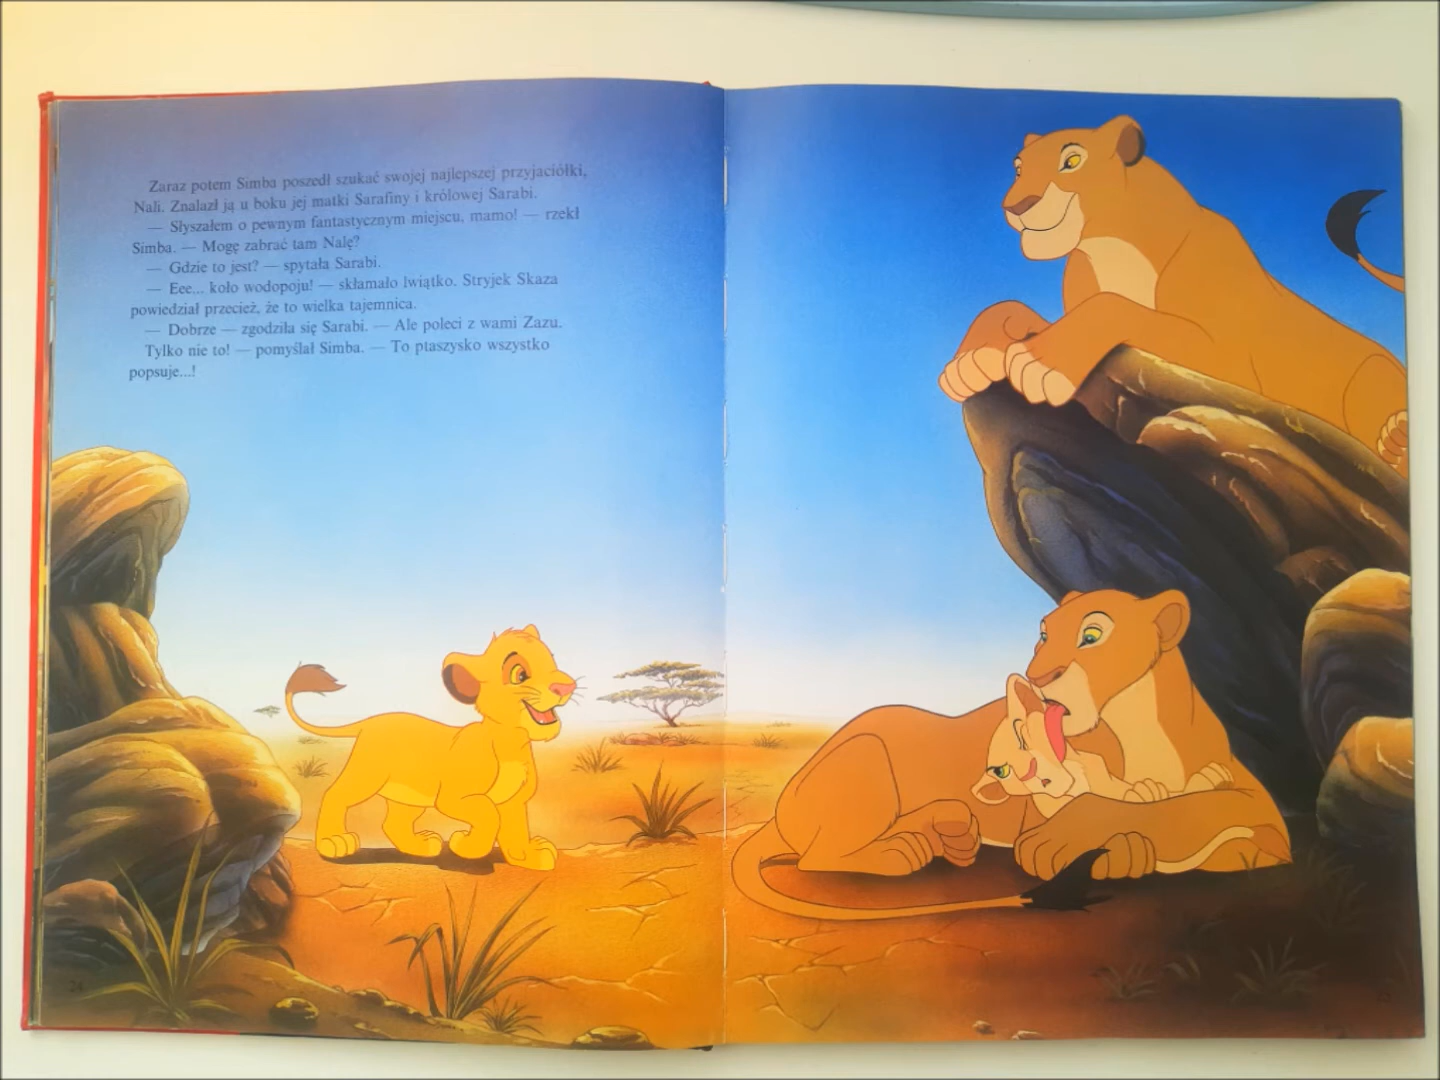 Zaraz potem Simba poszedł szukać swojej najlepszej przyjaciółki,
Nali. Znalazł ją u boku jej matki Sarafiny i królowej Sarabi.
— Słyszałem o pewnym fantastycznym miejscu, mamo! — rzekł
Simba. — Mogę zabrać tam Nalę?
— Gdzie to jest? — spytała Sarabi.
— Eee... koło wodopoju! — skłamało lwiątko. Stryjek Skaza
powiedział przecież, że to wielka tajemnica.
— Dobrze — zgodziła się Sarabi. — Ale poleci z wami Zazu.
Tylko nie to! — pomyślał Simba. — To ptaszysko wszystko
popsuje...!
24